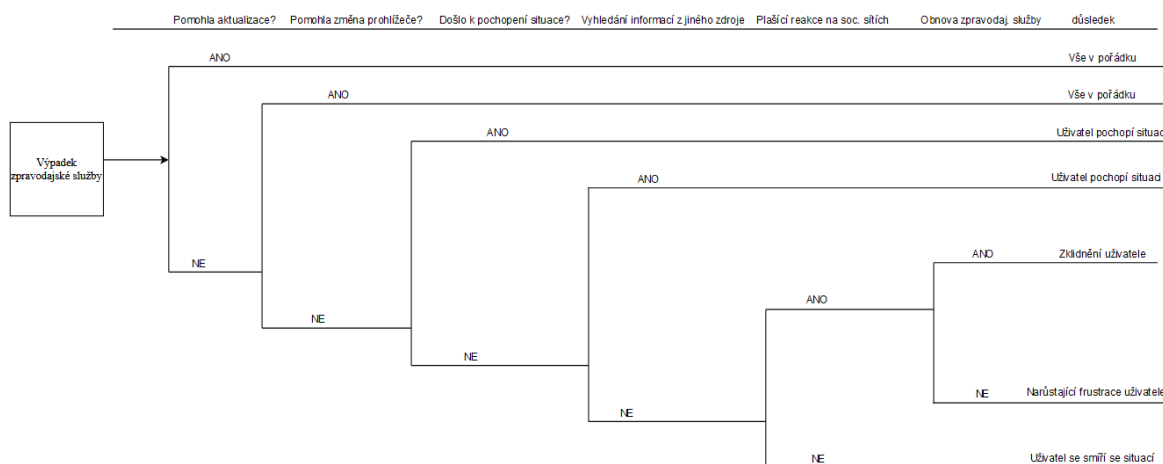 Pomohla aktualizace? Pomohla změna prohlížeče? Došlo k pochopení situace? Vyhledání informací z jiného zdroje Plašící reakce na soc. sítích Obnova zpravodaj. služby důsledek
ANO Vše v pořádku
ANO Vše v pořádku
ANO Uživatel pochopí situac
Výpadek
zpravodajské služby
ANO Uživatel pochopí situaci
ANO Zklidnění uživatele
NE
ANO
NE
NE
NE Narůstající frustrace uživatele
NE
NE Uživatel se smíří se situací